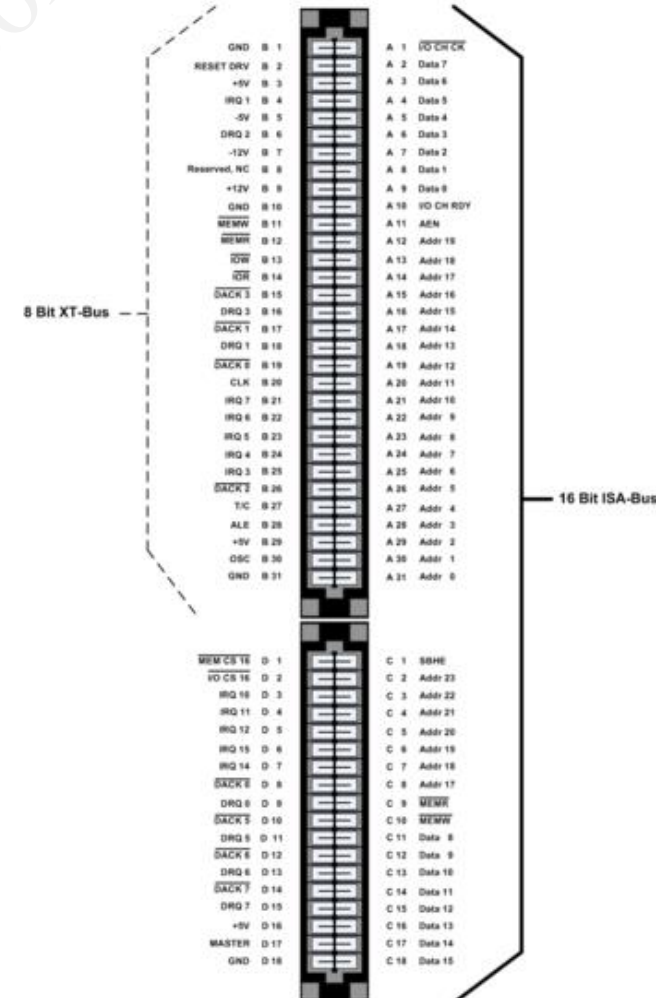 GND B 1 A 1 I/O CH CK
RESET DRV B 2 A 2 Data 7
+5V B 3 A 3 Data 6
IRQ 1 B 4 A 4 Data 5
-5V B 5 A 5 Data 4
DRQ 2 B 6 A 6 Data 3
-12V B 7 A 7 Data 2
Reserved, NC B 8 A 8 Data 1
+12V B 9 A 9 Data 0
GND B 10 A 10 I/O CH RDY
MEMW B 11 A 11 AEN
MEMR B 12 A 12 Addr 19
IOW B 13 A 13 Addr 18
IOR B 14 A 14 Addr 17
DACK 3 B 15 A 15 Addr 16
8 Bit XT-Bus DRQ 3 B 16 A 16 Addr 15
DACK 1 B 17 A 17 Addr 14
DRQ 1 B 18 A 18 Addr 13
DACK 0 B 19 A 19 Addr 12
CLK B 20 A 20 Addr 11
IRQ 7 B 21 A 21 Addr 10
IRQ 6 B 22 A 22 Addr 9
IRQ 5 B 23 A 23 Addr 8
IRQ 4 B 24 A 24 Addr 7
IRQ 3 B 25 A 25 Addr 6
DACK 2 B 26 A 26 Addr 5
16 Bit ISA-Bus
T/C B 27 A 27 Addr 4
ALE B 28 A 28 Addr 3
+5V B 29 A 29 Addr 2
OSC B 30 A 30 Addr 1
GND B 31 A 31 Addr 0
MEM CS 16 D 1 C 1 SBHE
I/O CS 16 D 2 C 2 Addr 23
IRQ 10 D 3 C 3 Addr 22
IRQ 11 D 4 C 4 Addr 21
IRQ 12 D 5 C 5 Addr 20
IRQ 15 D 6 C 6 Addr 19
IRQ 14 D 7 C 7 Addr 18
DACK 0 D 8 C 8 Addr 17
DRQ 0 D 9 C 9 MEMR
DACK 5 D 10 C 10 MEMW
DRQ 5 D 11 C 11 Data 8
DACK 6 D 12 C 12 Data 9
DRQ 6 D 13 C 13 Data 10
DACK 7 D 14 C 14 Data 11
DRQ 7 D 15 C 15 Data 12
+5V D 16 C 16 Data 13
MASTER D 17 C 17 Data 14
GND D 18 C 18 Data 15